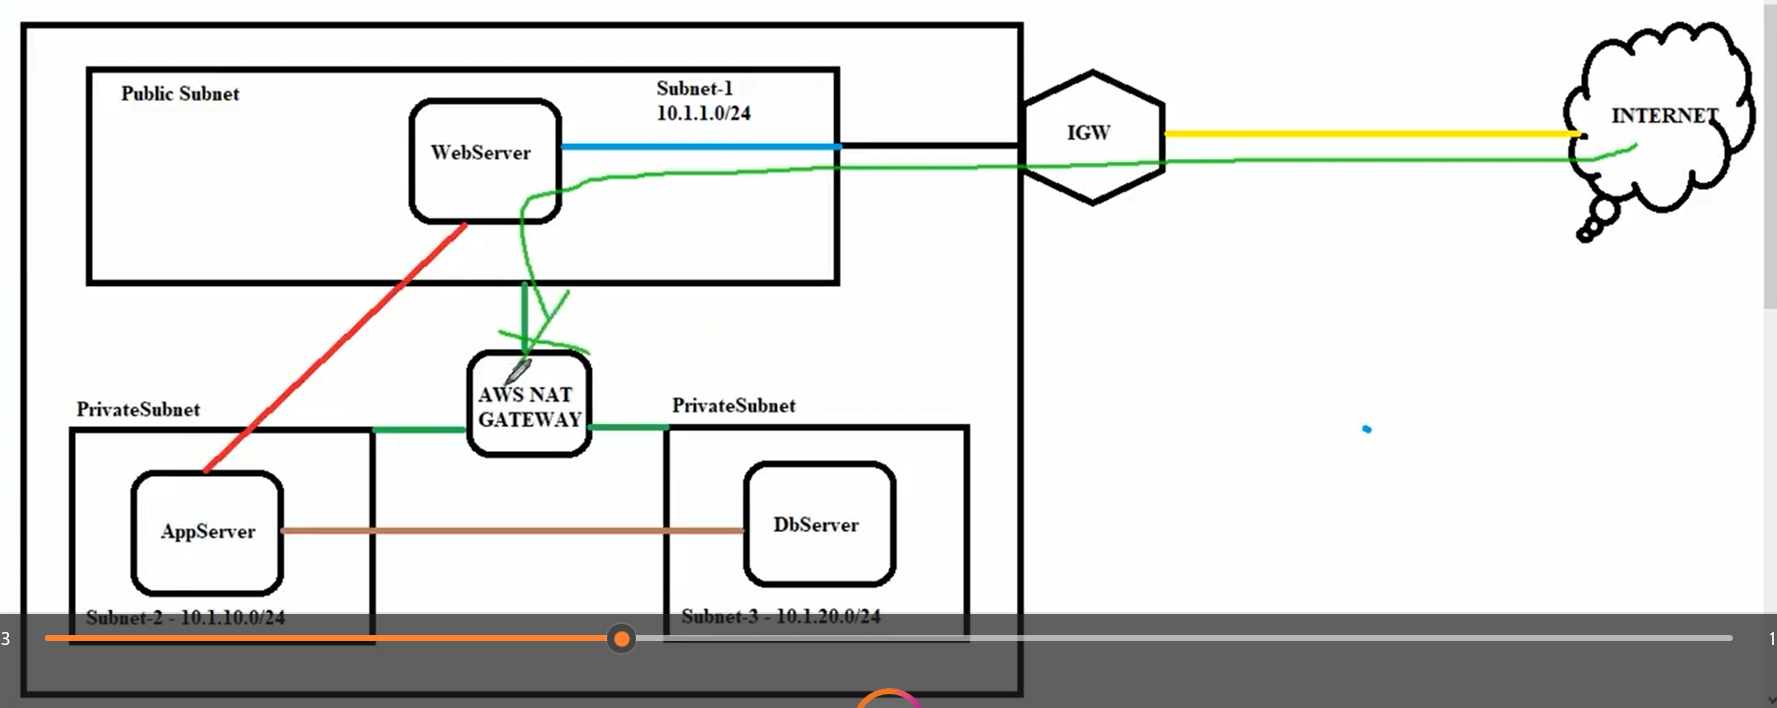 Public Subnet
Subnet-1
10.1.1.0/24
WebServer
IGW
INTERNET
AWS NAT
GATEWAY
PrivateSubnet
PrivateSubnet
AppServer
DbServer
Subnet-2 - 10.1.10.0/24
Subnet-3 - 10.1.20.0/24
3
1